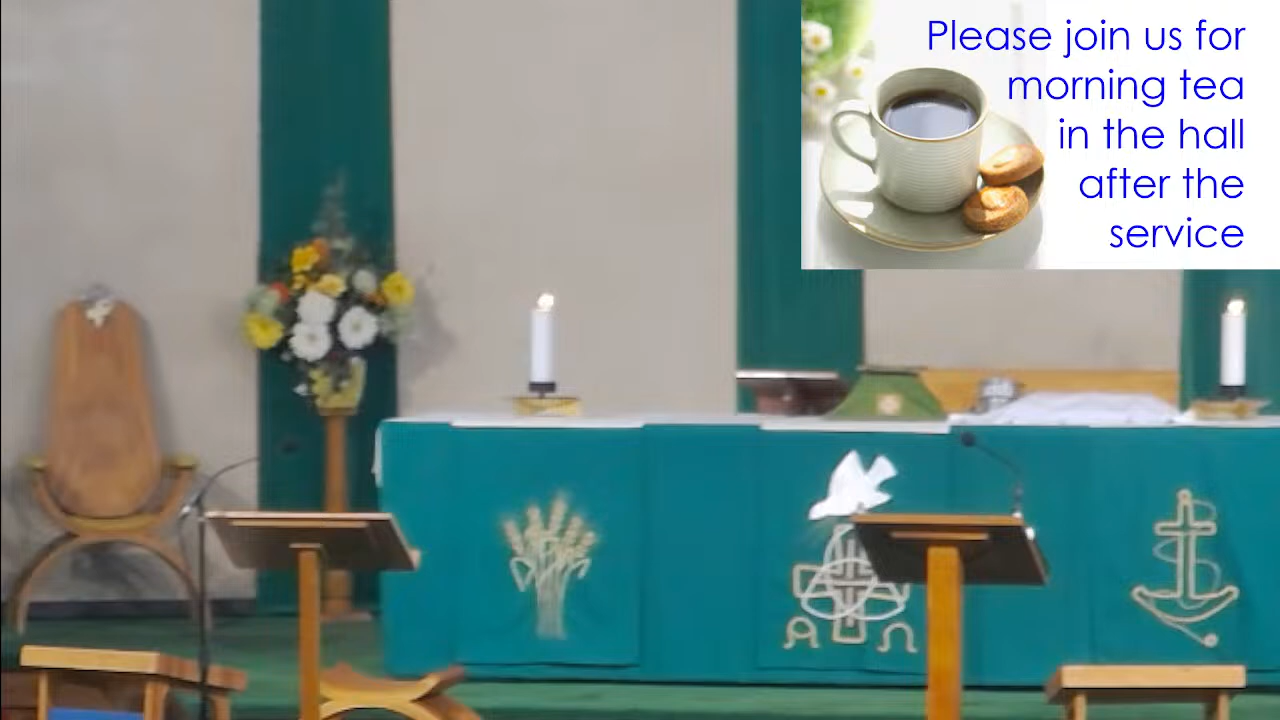 Please join us for
morning tea
in the hall
after the
service
Α Ω